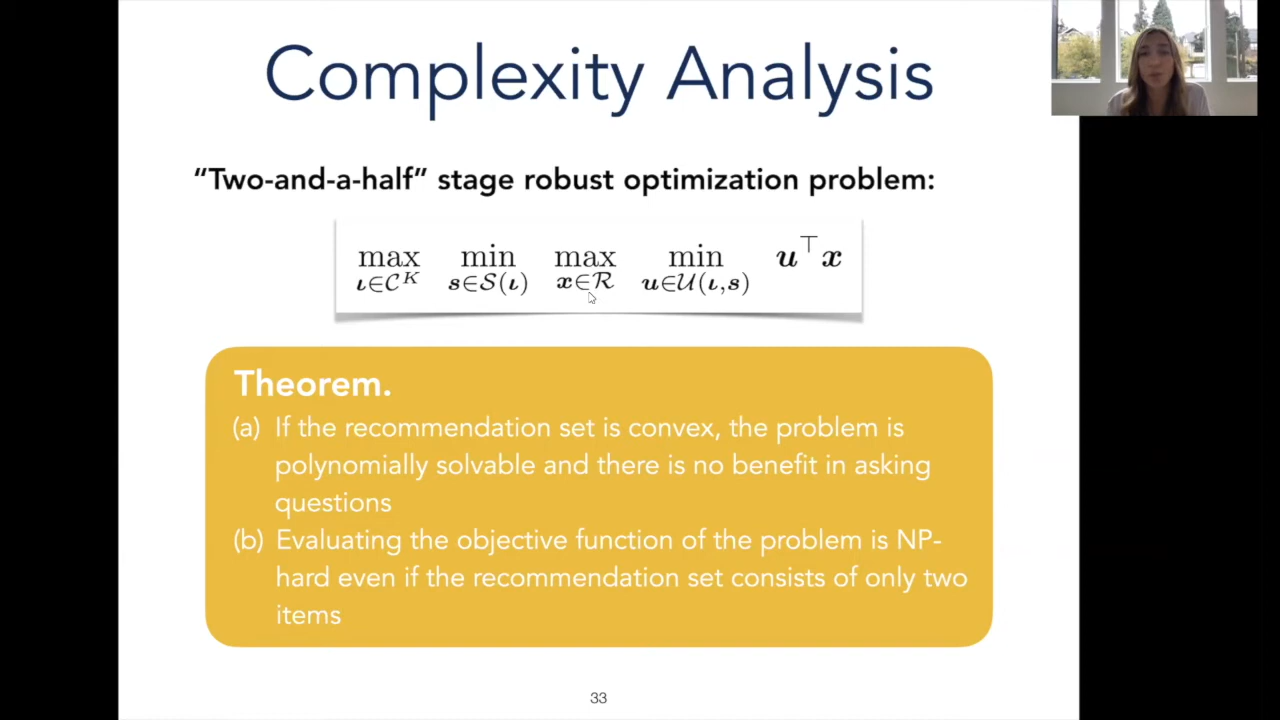 Complexity Analysis
“Two-and-a-half” stage robust optimization problem:
max min max min u⊤x
ι∈C^K s∈S(ι) x∈R u∈U(ι,s)
Theorem.
(a) If the recommendation set is convex, the problem is
polynomially solvable and there is no benefit in asking
questions
(b) Evaluating the objective function of the problem is NP-
hard even if the recommendation set consists of only two
items
33